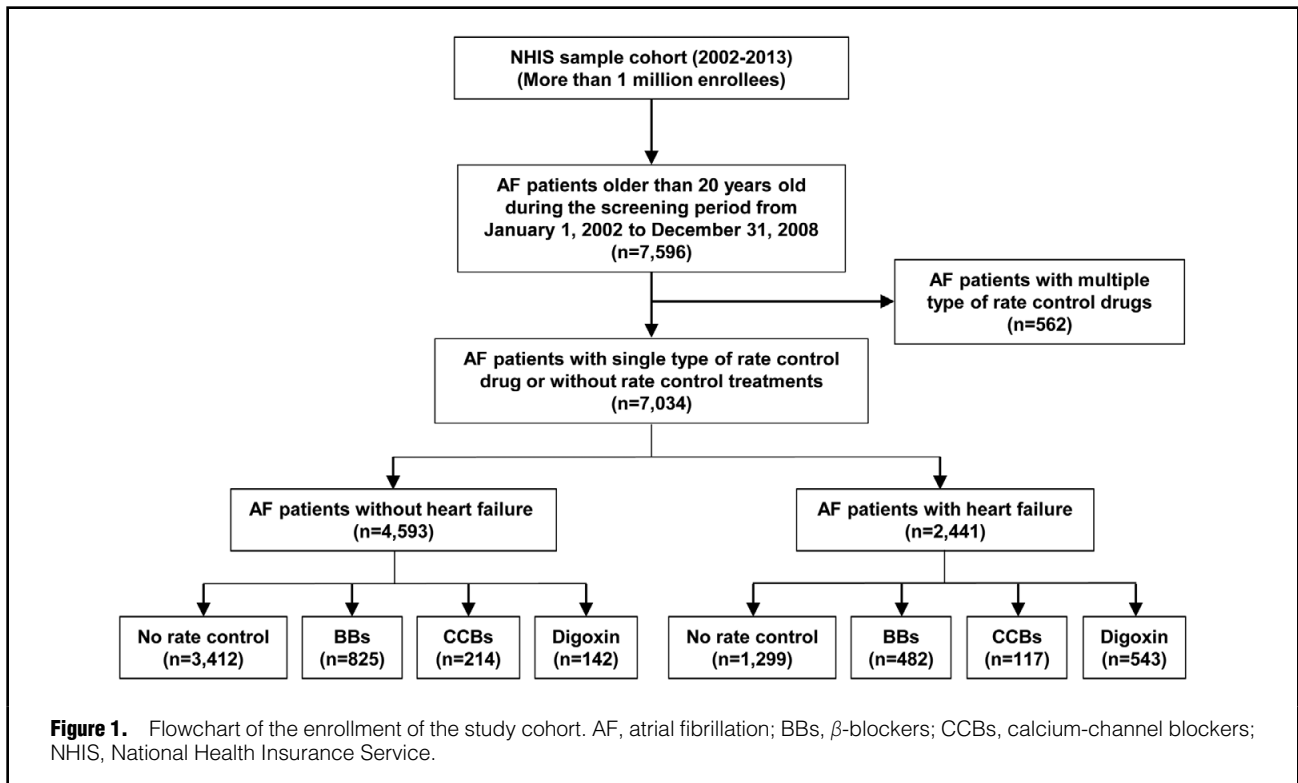 NHIS sample cohort (2002-2013)
(More than 1 million enrollees)
AF patients older than 20 years old
during the screening period from
January 1, 2002 to December 31, 2008
(n=7,596)
AF patients with multiple
type of rate control drugs
(n=562)
AF patients with single type of rate control
drug or without rate control treatments
(n=7,034)
AF patients without heart failure
(n=4,593)
AF patients with heart failure
(n=2,441)
No rate control
(n=3,412)
BBs
(n=825)
CCBs
(n=214)
Digoxin
(n=142)
No rate control
(n=1,299)
BBs
(n=482)
CCBs
(n=117)
Digoxin
(n=543)
Figure 1. Flowchart of the enrollment of the study cohort. AF, atrial fibrillation; BBs, β-blockers; CCBs, calcium-channel blockers;
NHIS, National Health Insurance Service.